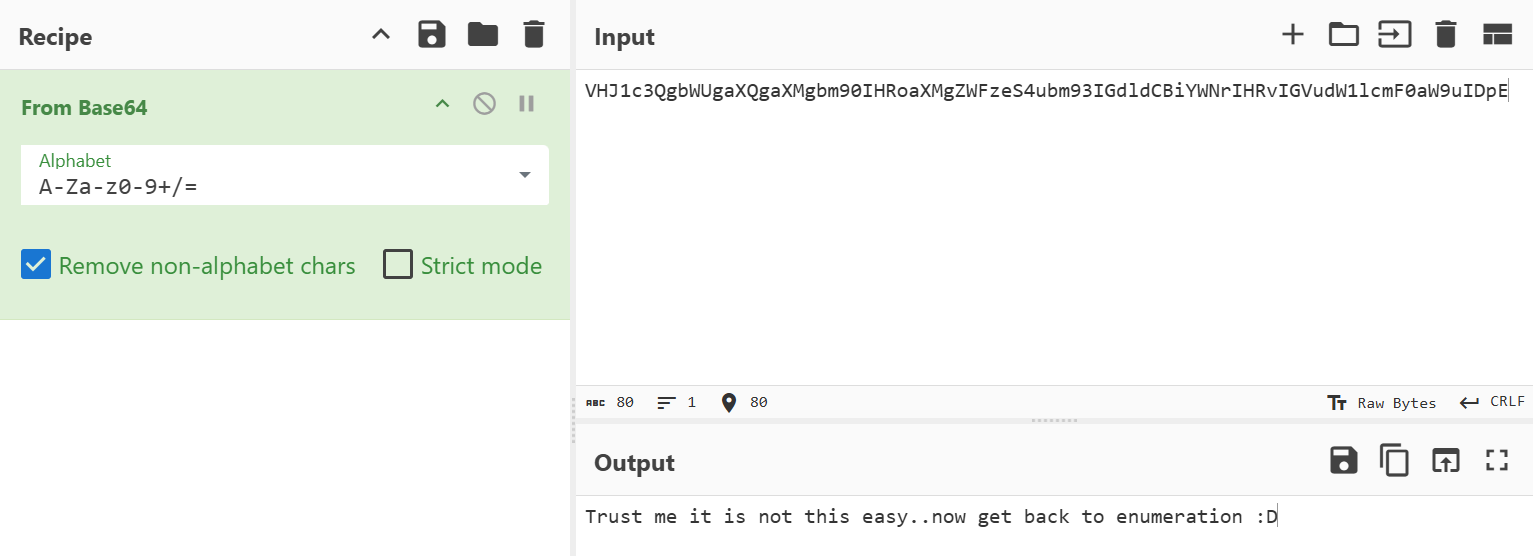 Recipe
From Base64
Alphabet
A-Za-z0-9+/=
Remove non-alphabet chars
Strict mode
Input
VHJ1c3QgbWUgaXQgaXMgbm90IHRoaXMgZWFzeS4ubm93IGdldCBiYWNrIHRvIGVudW1lcmF0aW9uIDpE
ABC 80 1 80
Tt Raw Bytes CRLF
Output
Trust me it is not this easy..now get back to enumeration :D